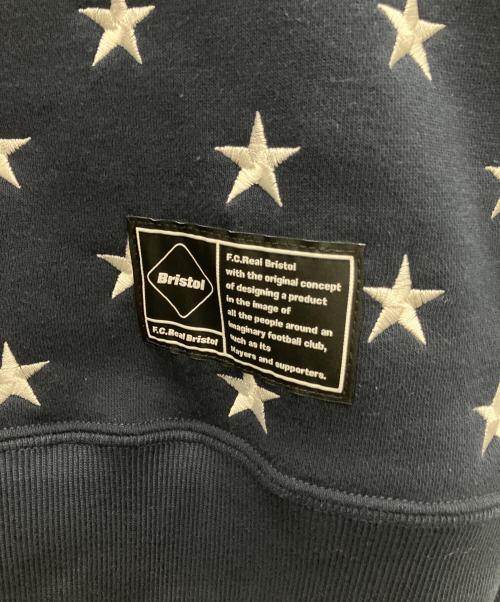 Bristol
F.C.Real Bristol
F.C.Real Bristol
with the original concept
of designing a product
in the image of
all the people around an
imaginary football club,
such as its
players and supporters.